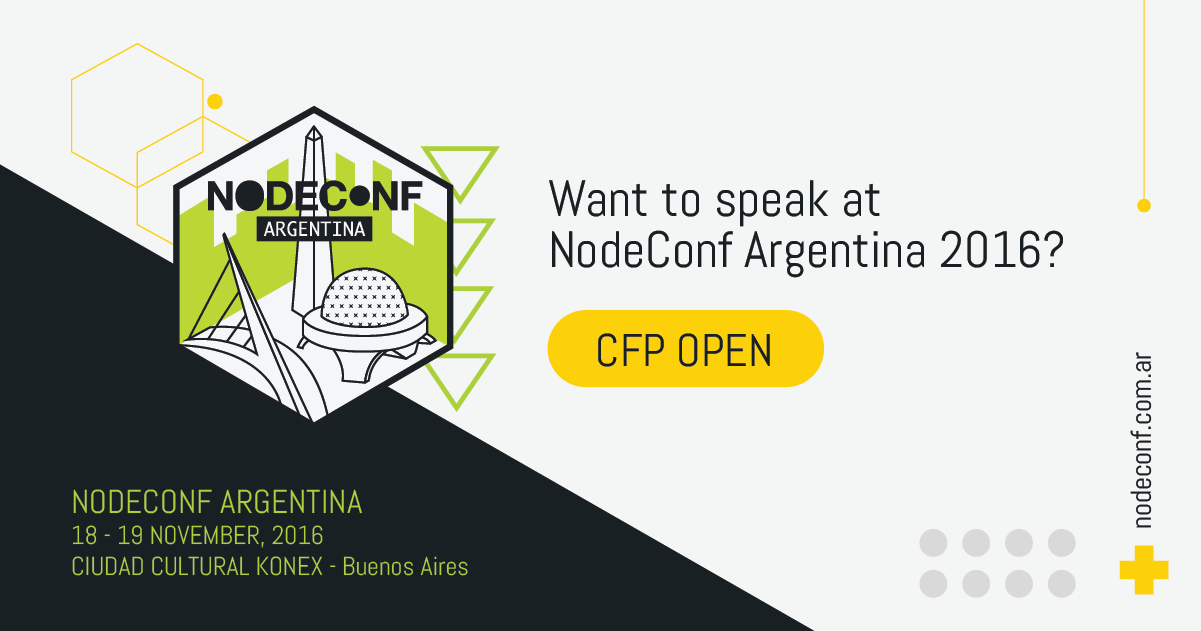 NODECONF
ARGENTINA
Want to speak at
NodeConf Argentina 2016?
CFP OPEN
NODECONF ARGENTINA
18 - 19 NOVEMBER, 2016
CIUDAD CULTURAL KONEX - Buenos Aires
nodeconf.com.ar